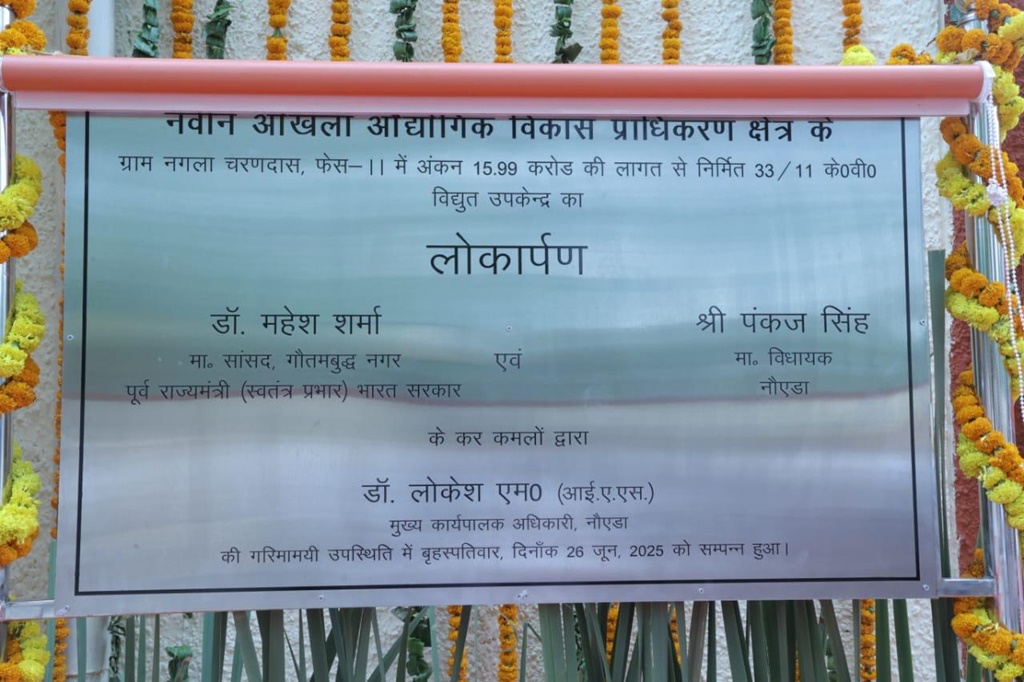 नवीन ओखला औद्योगिक विकास प्राधिकरण क्षेत्र के
ग्राम नगला चरणदास, फेस-।। में अंकन 15.99 करोड की लागत से निर्मित 33/11 के0वी0
विद्युत उपकेन्द्र का
लोकार्पण
डॉ. महेश शर्मा
मा० सांसद, गौतमबुद्ध नगर
पूर्व राज्यमंत्री (स्वतंत्र प्रभार) भारत सरकार
एवं
श्री पंकज सिंह
मा० विधायक
नौएडा
के कर कमलों द्वारा
डॉ. लोकेश एम0 (आई.ए.एस.)
मुख्य कार्यपालक अधिकारी, नौएडा
की गरिमामयी उपस्थिति में बृहस्पतिवार, दिनाँक 26 जून, 2025 को सम्पन्न हुआ।